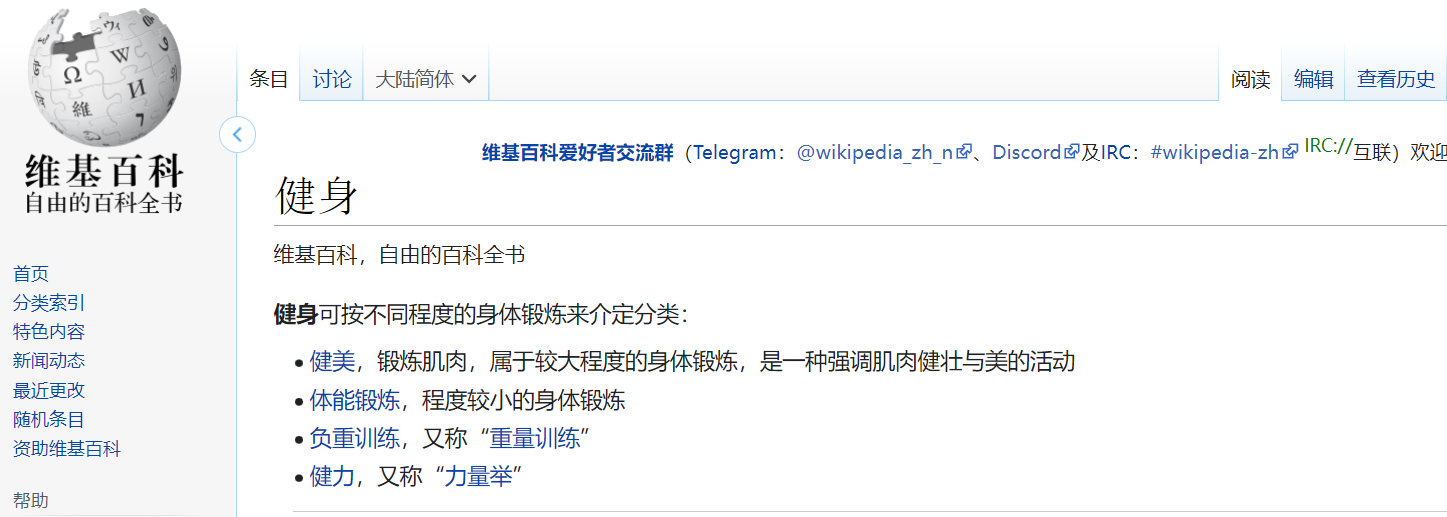 维基百科
自由的百科全书
首页
分类索引
特色内容
新闻动态
最近更改
随机条目
资助维基百科
帮助
条目 讨论 大陆简体 阅读 编辑 查看历史
维基百科爱好者交流群（Telegram：@wikipedia_zh_n、Discord及IRC：#wikipedia-zh IRC://互联）欢迎
健身
维基百科，自由的百科全书
健身可按不同程度的身体锻炼来介定分类：
• 健美，锻炼肌肉，属于较大程度的身体锻炼，是一种强调肌肉健壮与美的活动
• 体能锻炼，程度较小的身体锻炼
• 负重训练，又称“重量训练”
• 健力，又称“力量举”